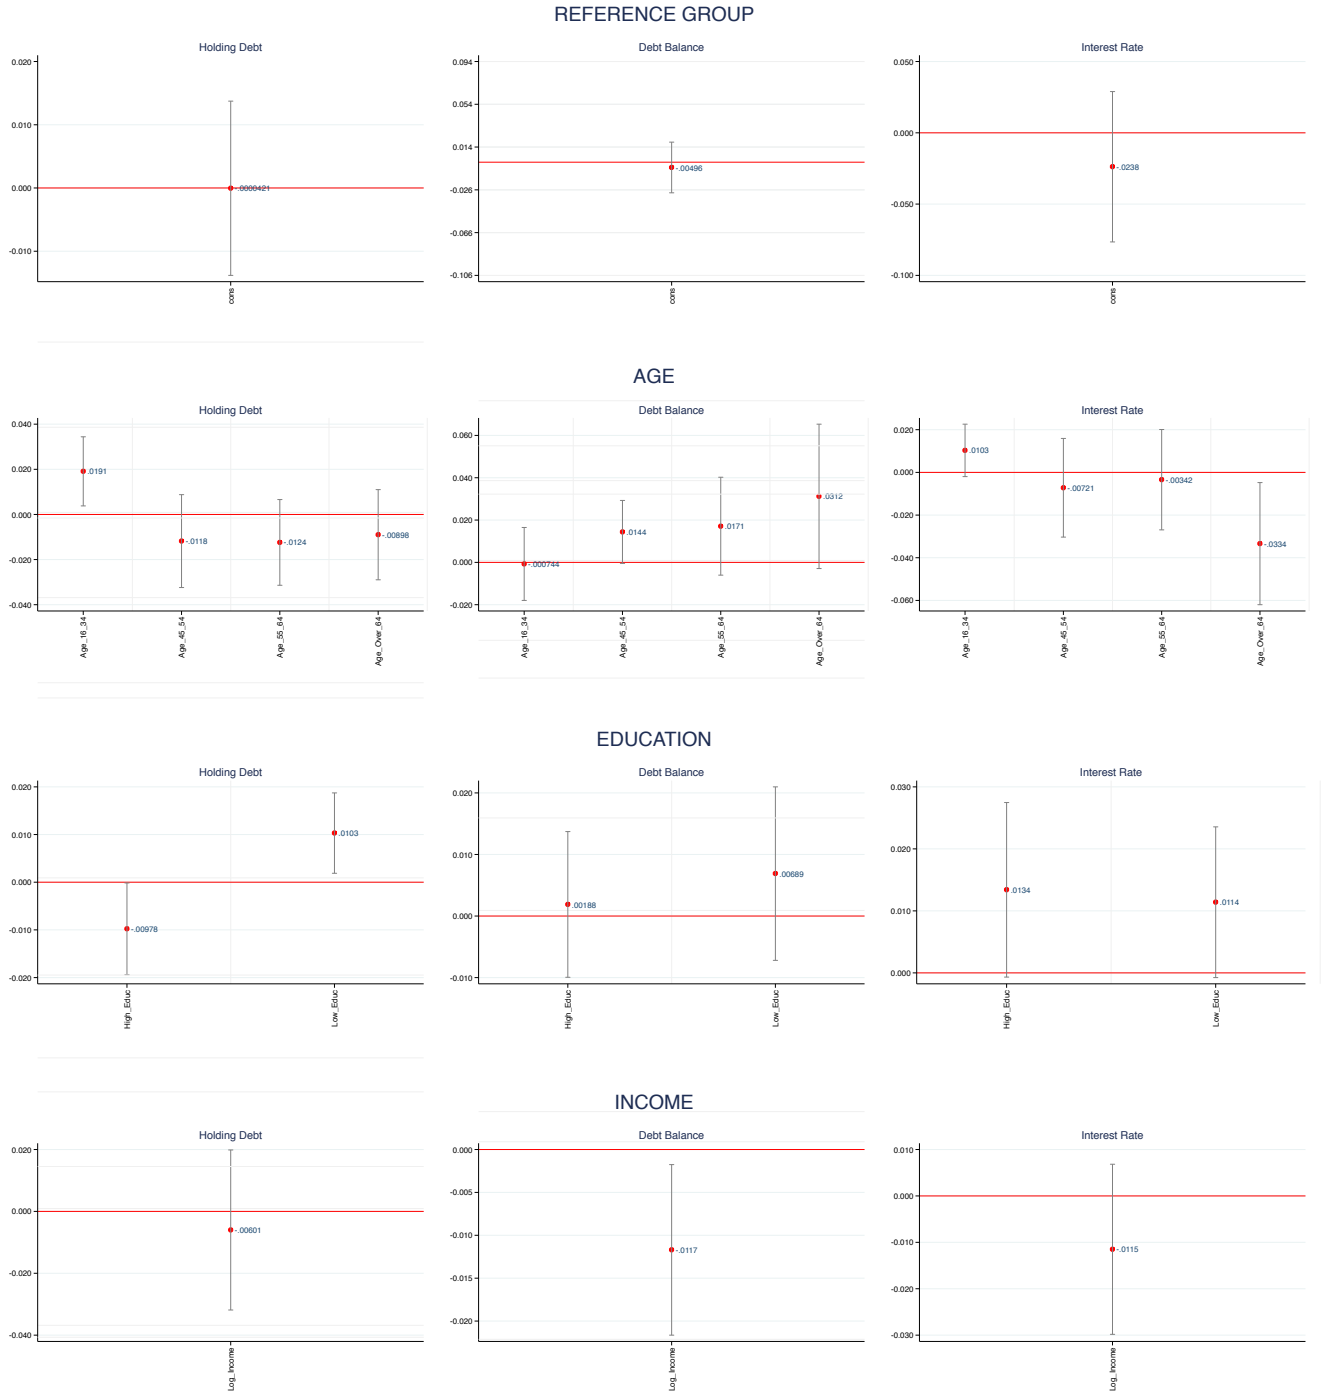 REFERENCE GROUP
Holding Debt
0.020
0.010
0.000
-0.010
-.0000421
cons
Debt Balance
0.094
0.054
0.014
-0.026
-0.066
-0.106
-.00496
cons
Interest Rate
0.050
0.000
-0.050
-0.100
-.0238
cons
AGE
Holding Debt
0.040
0.020
0.000
-0.020
-0.040
.0191
-.0118
-.0124
-.00898
Age_16_34
Age_45_54
Age_55_64
Age_Over_64
Debt Balance
0.060
0.040
0.020
0.000
-0.020
-.000744
.0144
.0171
.0312
Age_16_34
Age_45_54
Age_55_64
Age_Over_64
Interest Rate
0.020
0.000
-0.020
-0.040
-0.060
.0103
-.00721
-.00342
-.0334
Age_16_34
Age_45_54
Age_55_64
Age_Over_64
EDUCATION
Holding Debt
0.020
0.010
0.000
-0.010
-0.020
-.00978
.0103
High_Educ
Low_Educ
Debt Balance
0.020
0.010
0.000
-0.010
.00188
.00689
High_Educ
Low_Educ
Interest Rate
0.030
0.020
0.010
0.000
.0134
.0114
High_Educ
Low_Educ
INCOME
Holding Debt
0.020
0.000
-0.020
-0.040
-.00601
Log_Income
Debt Balance
0.000
-0.005
-0.010
-0.015
-0.020
-.0117
Log_Income
Interest Rate
0.010
0.000
-0.010
-0.020
-0.030
-.0115
Log_Income